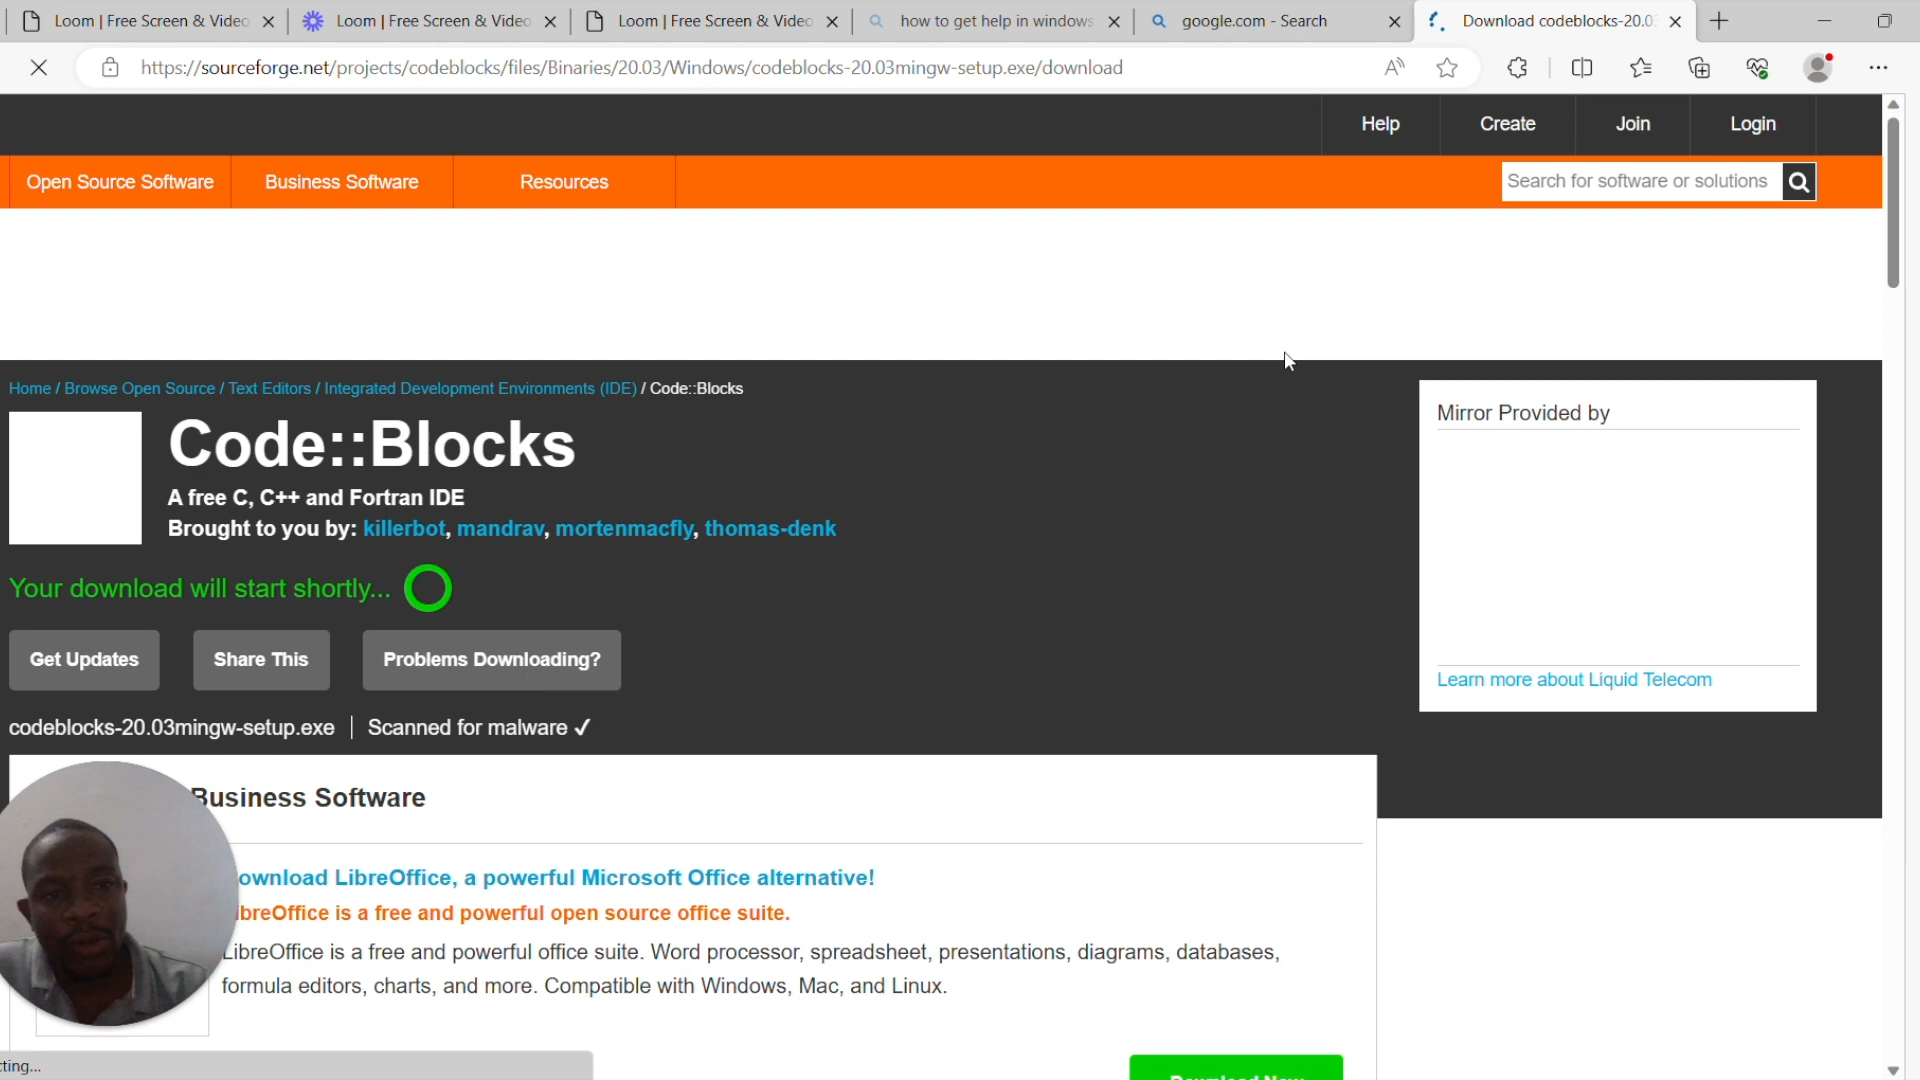 Loom | Free Screen & Video
Loom | Free Screen & Video
Loom | Free Screen & Video
how to get help in windows
google.com - Search
Download codeblocks-20.03
https://sourceforge.net/projects/codeblocks/files/Binaries/20.03/Windows/codeblocks-20.03mingw-setup.exe/download
Help Create Join Login
Open Source Software Business Software Resources
Search for software or solutions
Home / Browse Open Source / Text Editors / Integrated Development Environments (IDE) / Code::Blocks
Mirror Provided by
Code::Blocks
A free C, C++ and Fortran IDE
Brought to you by: killerbot, mandrav, mortenmacfly, thomas-denk
Your download will start shortly...
Get Updates Share This Problems Downloading?
Learn more about Liquid Telecom
codeblocks-20.03mingw-setup.exe | Scanned for malware ✓
Business Software
ownload LibreOffice, a powerful Microsoft Office alternative!
ibreOffice is a free and powerful open source office suite.
LibreOffice is a free and powerful office suite. Word processor, spreadsheet, presentations, diagrams, databases,
formula editors, charts, and more. Compatible with Windows, Mac, and Linux.
cting...
Download Now